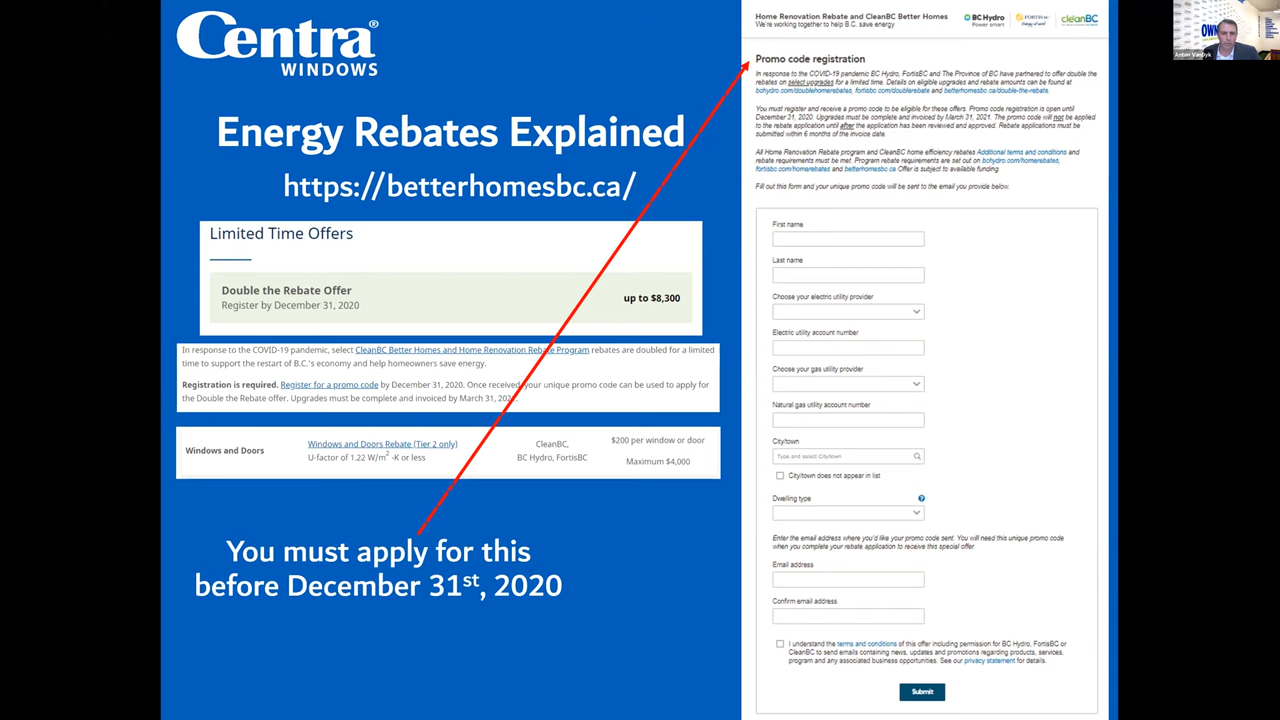 Centra®
WINDOWS
Energy Rebates Explained
https://betterhomesbc.ca/
Limited Time Offers
Double the Rebate Offer
Register by December 31, 2020
up to $8,300
In response to the COVID-19 pandemic, select CleanBC Better Homes and Home Renovation Rebate Program rebates are doubled for a limited
time to support the restart of B.C.'s economy and help homeowners save energy.
Registration is required. Register for a promo code by December 31, 2020. Once received, your unique promo code can be used to apply for
the Double the Rebate offer. Upgrades must be complete and invoiced by March 31, 2021.
Windows and Doors
Windows and Doors Rebate (Tier 2 only)
U-factor of 1.22 W/m2 -K or less
CleanBC,
BC Hydro, FortisBC
$200 per window or door
Maximum $4,000
You must apply for this
before December 31st, 2020
Home Renovation Rebate and CleanBC Better Homes
We're working together to help B.C. save energy
BC Hydro
Power smart
FORTIS BC
Energy at work
cleanBC
Promo code registration
In response to the COVID-19 pandemic BC Hydro, FortisBC and The Province of BC have partnered to offer double the
rebates on select upgrades for a limited time. Details on eligible upgrades and rebate amounts can be found at
bchydro.com/doublehomerebates, fortisbc.com/doublerebate and betterhomesbc.ca/double-the-rebate.
You must register and receive a promo code to be eligible for these offers. Promo code registration is open until
December 31, 2020. Upgrades must be complete and invoiced by March 31, 2021. The promo code will not be applied
to the rebate application until after the application has been reviewed and approved. Rebate applications must be
submitted within 6 months of the invoice date.
All Home Renovation Rebate program and CleanBC home efficiency rebates Additional terms and conditions and
rebate requirements must be met. Program rebate requirements are set out on bchydro.com/homerebates,
fortisbc.com/homerebates and betterhomesbc.ca Offer is subject to available funding.
Fill out this form and your unique promo code will be sent to the email you provide below.
First name
Last name
Choose your electric utility provider
Electric utility account number
Choose your gas utility provider
Natural gas utility account number
City/town
Type and select City/town
City/town does not appear in list
Dwelling type
?
Enter the email address where you'd like your promo code sent. You will need this unique promo code
when you complete your rebate application to receive this special offer.
Email address
Confirm email address
I understand the terms and conditions of this offer including permission for BC Hydro, FortisBC or
CleanBC to send emails containing news, updates and promotions regarding products, services,
program and any associated business opportunities. See our privacy statement for details.
Submit
OWN
Anton VanDyk